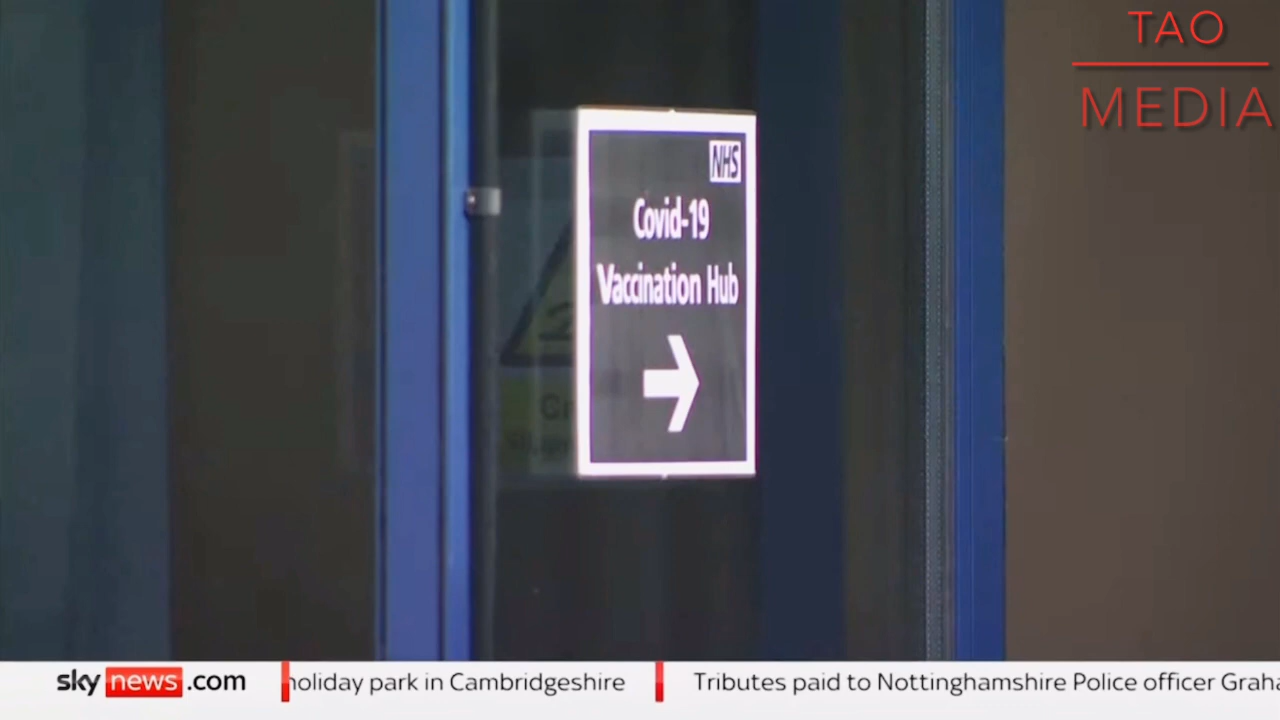 TAO
MEDIA
NHS
Covid-19
Vaccination Hub
sky news.com
holiday park in Cambridgeshire
Tributes paid to Nottinghamshire Police officer Graha